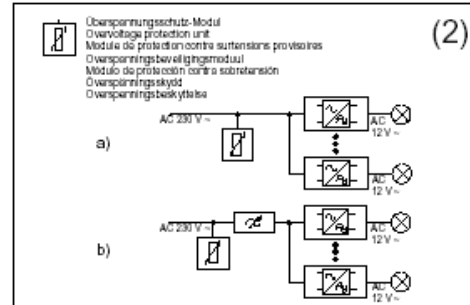 (2)
Überspannungsschutz-Modul
Overvoltage protection unit
Module de protection contre surtensions provisoires
Overspanningsbeveiligingsmoduul
Módulo de protección contra sobretensión
Överspänningsskydd
Overspenningsbeskyttelse
a)
AC 230 V ~
AC
12 V ~
AC
12 V ~
b)
AC 230 V ~
AC
12 V ~
AC
12 V ~